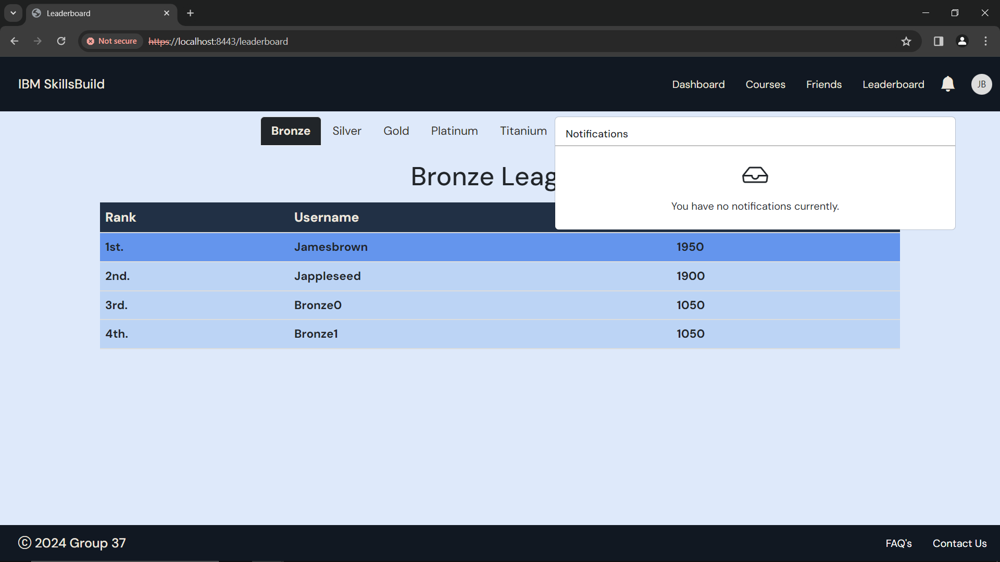 Leaderboard
Not secure https://localhost:8443/leaderboard
IBM SkillsBuild Dashboard Courses Friends Leaderboard JB
Bronze Silver Gold Platinum Titanium
Notifications
You have no notifications currently.
Bronze Leag
Rank Username
1st. Jamesbrown 1950
2nd. Jappleseed 1900
3rd. Bronze0 1050
4th. Bronze1 1050
© 2024 Group 37 FAQ's Contact Us